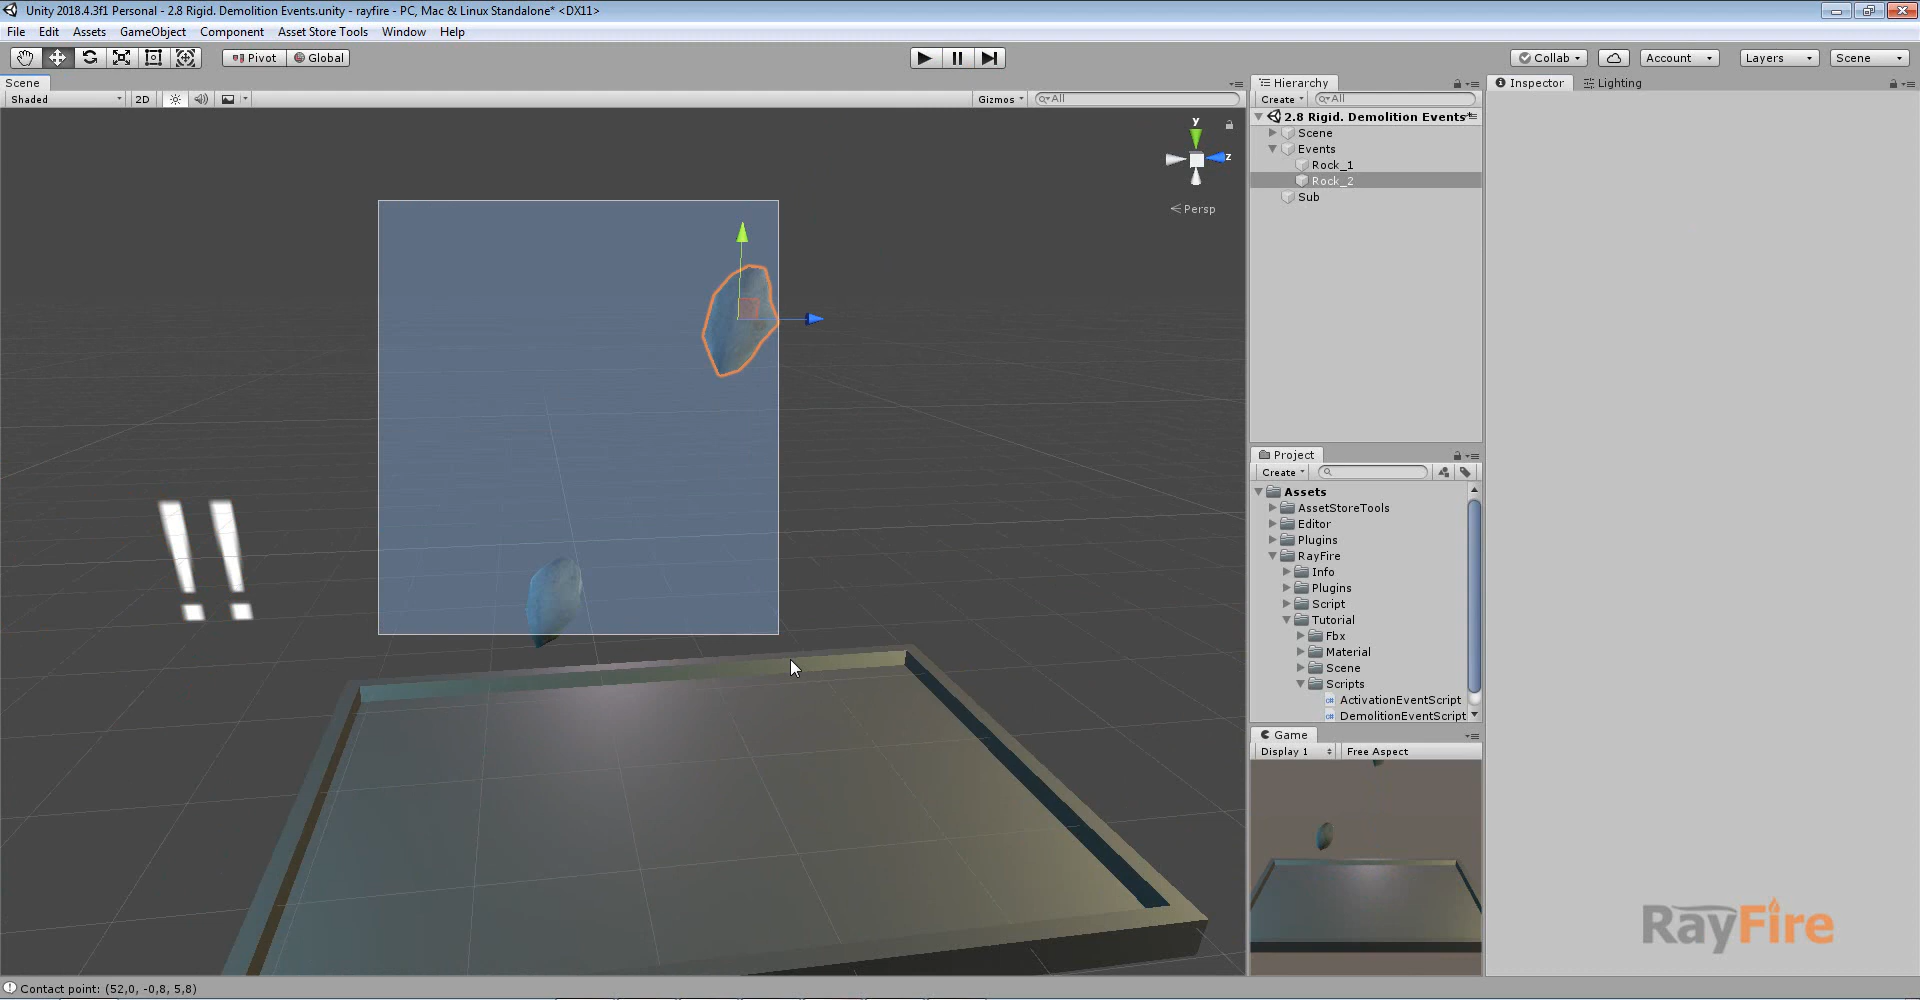 Unity 2018.4.3f1 Personal - 2.8 Rigid. Demolition Events.unity - rayfire - PC, Mac & Linux Standalone* <DX11>
File Edit Assets GameObject Component Asset Store Tools Window Help
Pivot Global Collab Account Layers Scene
Scene
Shaded 2D Gizmos All
y
z
Persp
!!
Hierarchy
Create All
2.8 Rigid. Demolition Events*
Scene
Events
Rock_1
Rock_2
Sub
Project
Create
Assets
AssetStoreTools
Editor
Plugins
RayFire
Info
Plugins
Script
Tutorial
Fbx
Material
Scene
Scripts
ActivationEventScript
DemolitionEventScript
Game
Display 1 Free Aspect
Inspector Lighting
RayFire
Contact point: (52,0, -0,8, 5,8)